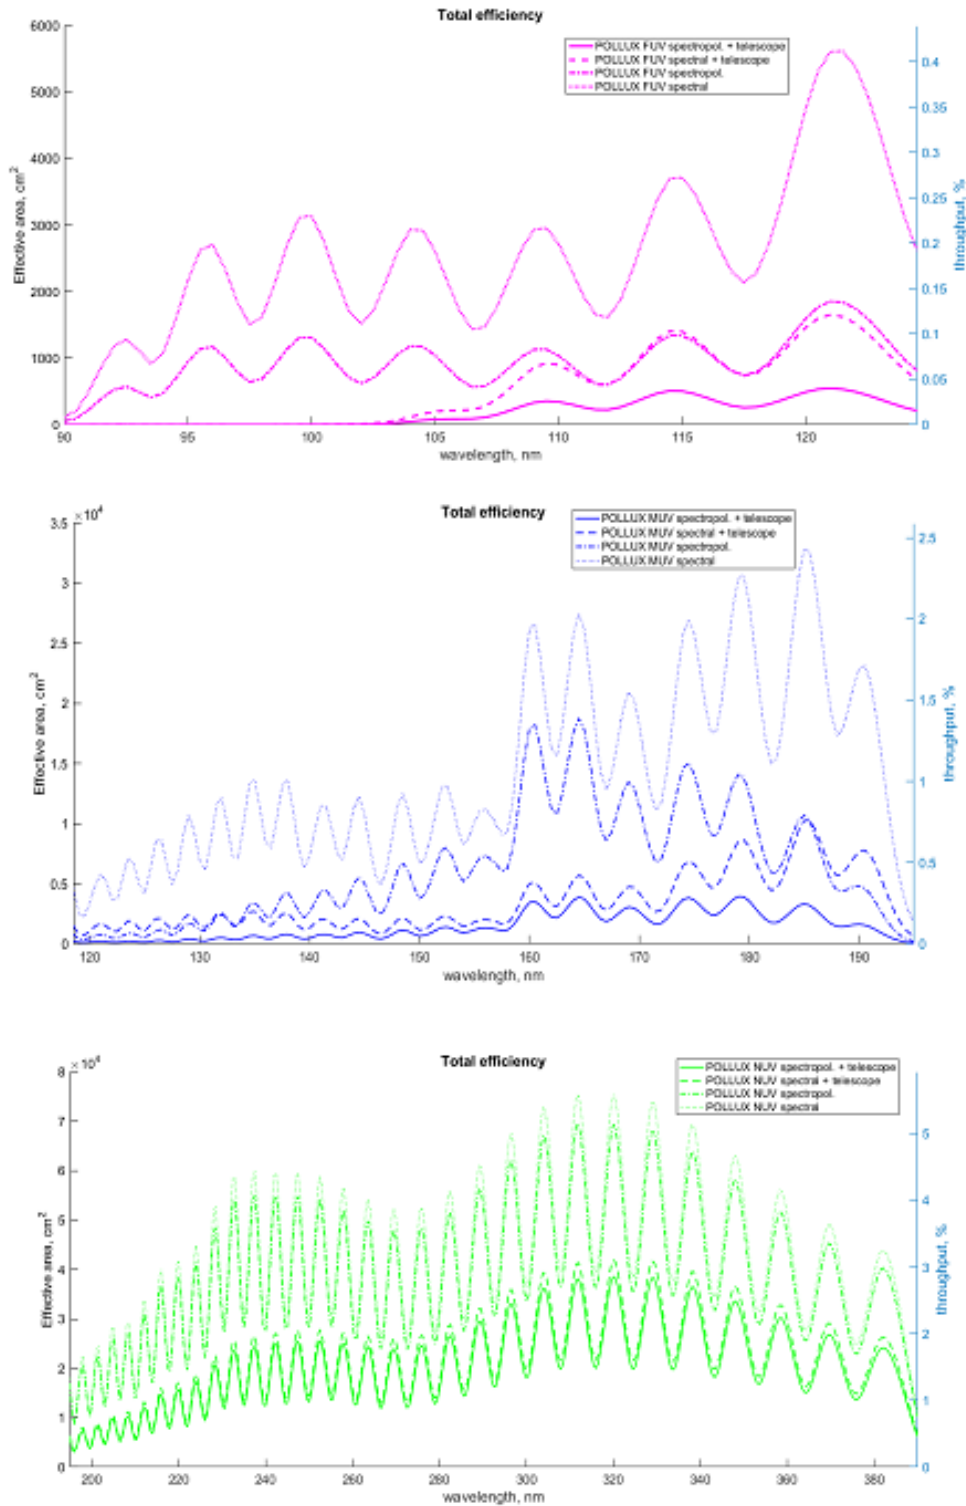 Total efficiency
6000
5000
4000
3000
2000
1000
0
Effective area, cm2
POLLUX FUV spectropol. + telescope
POLLUX FUV spectral + telescope
POLLUX FUV spectropol.
POLLUX FUV spectral
0.4
0.35
0.3
0.25
0.2
0.15
0.1
0.05
0
throughput, %
90 95 100 105 110 115 120
wavelength, nm
Total efficiency
×10^4
3.5
3
2.5
2
1.5
1
0.5
0
Effective area, cm2
POLLUX MUV spectropol. + telescope
POLLUX MUV spectral + telescope
POLLUX MUV spectropol.
POLLUX MUV spectral
2.5
2
1.5
1
0.5
0
throughput, %
120 130 140 150 160 170 180 190
wavelength, nm
Total efficiency
×10^4
8
7
6
5
4
3
2
1
0
Effective area, cm2
POLLUX NUV spectropol. + telescope
POLLUX NUV spectral + telescope
POLLUX NUV spectropol.
POLLUX NUV spectral
5
4
3
2
1
0
throughput, %
200 220 240 260 280 300 320 340 360 380
wavelength, nm